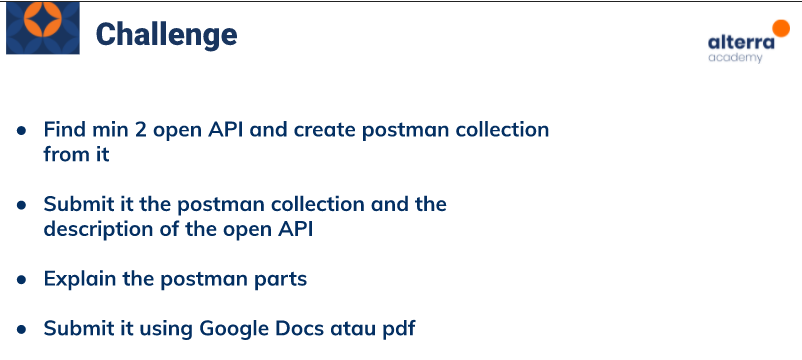 Challenge
alterra
academy
● Find min 2 open API and create postman collection
from it
● Submit it the postman collection and the
description of the open API
● Explain the postman parts
● Submit it using Google Docs atau pdf